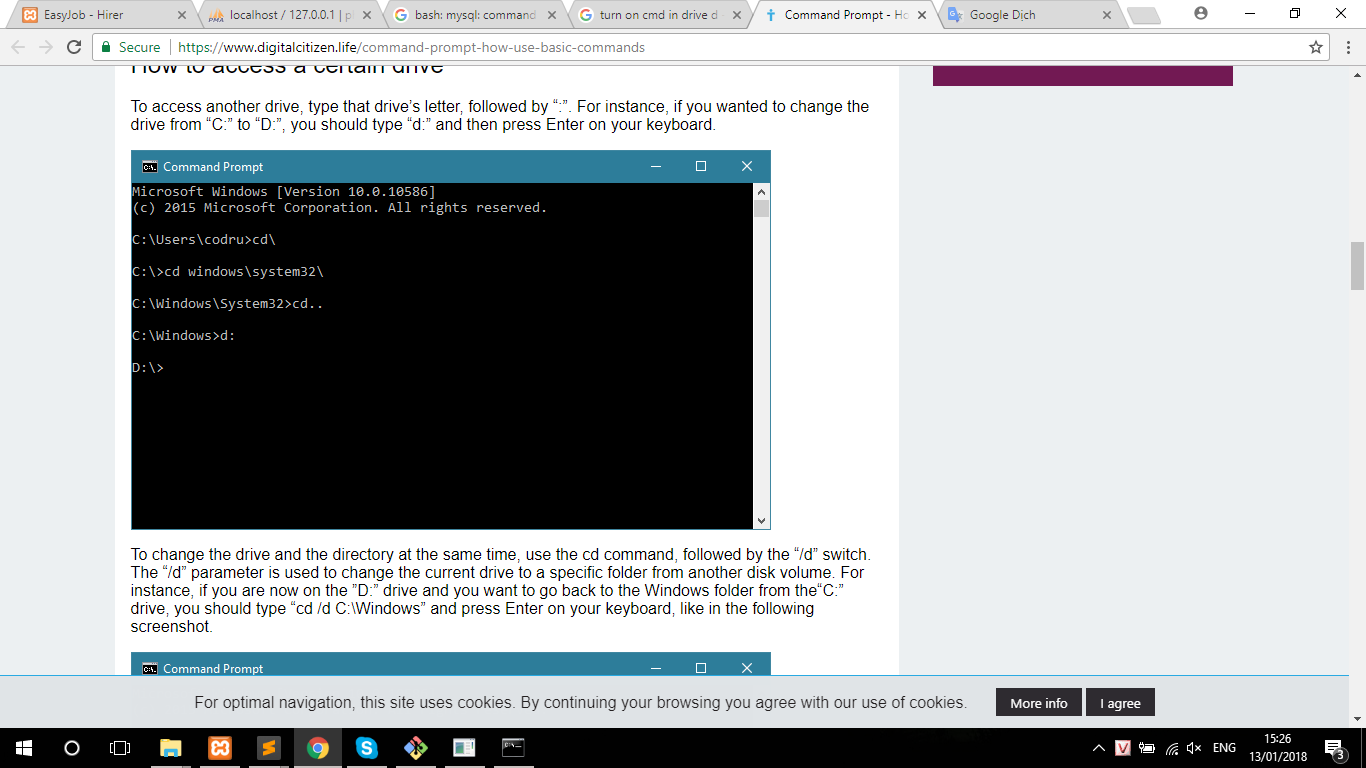 EasyJob - Hirer
localhost / 127.0.0.1 | p
bash: mysql: command
turn on cmd in drive d
Command Prompt - Ho
Google Dịch
Secure
https://www.digitalcitizen.life/command-prompt-how-use-basic-commands
How to access a certain drive
To access another drive, type that drive's letter, followed by “:”. For instance, if you wanted to change the
drive from “C:” to “D:”, you should type “d:” and then press Enter on your keyboard.
Command Prompt
Microsoft Windows [Version 10.0.10586]
(c) 2015 Microsoft Corporation. All rights reserved.
C:\Users\codru>cd\
C:\>cd windows\system32\
C:\Windows\System32>cd..
C:\Windows>d:
D:\>
To change the drive and the directory at the same time, use the cd command, followed by the “/d” switch.
The “/d” parameter is used to change the current drive to a specific folder from another disk volume. For
instance, if you are now on the ”D:” drive and you want to go back to the Windows folder from the“C:”
drive, you should type “cd /d C:\Windows” and press Enter on your keyboard, like in the following
screenshot.
Command Prompt
For optimal navigation, this site uses cookies. By continuing your browsing you agree with our use of cookies.
More info
I agree
ENG
15:26
13/01/2018
3